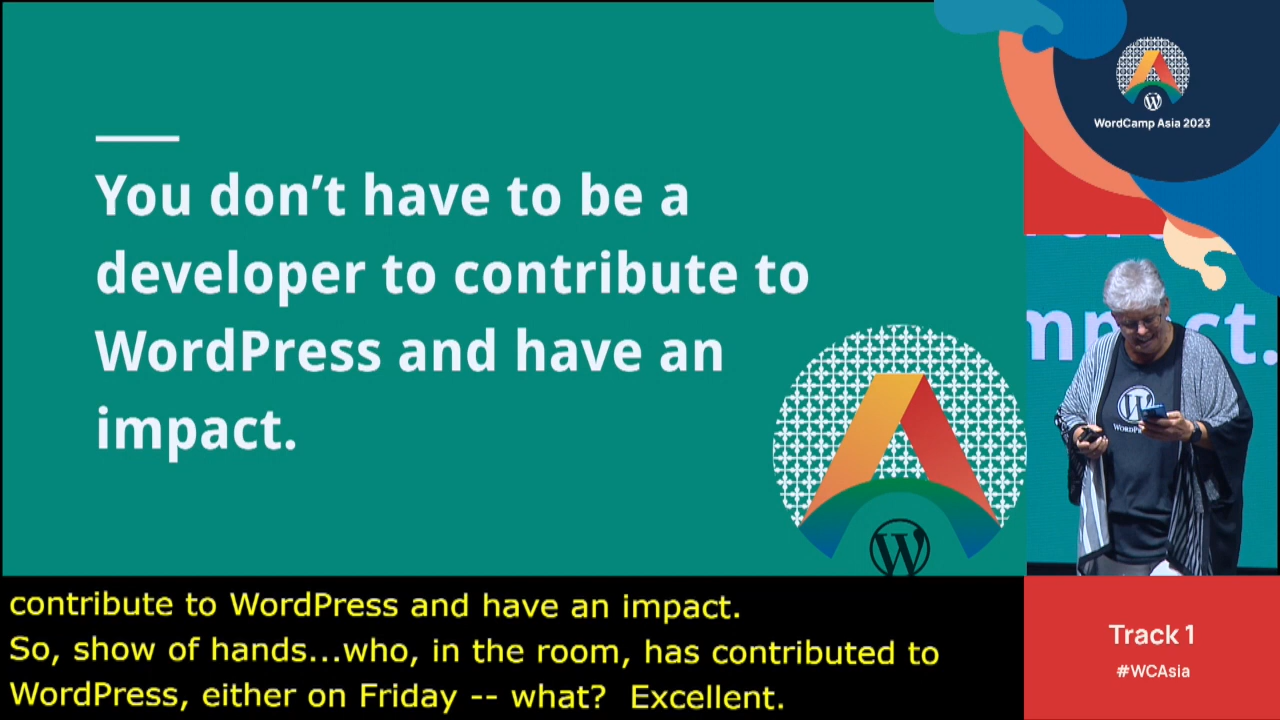 You don't have to be a
developer to contribute to
WordPress and have an
impact.
WordCamp Asia 2023
mpact.
WORDPR
contribute to WordPress and have an impact.
So, show of hands...who, in the room, has contributed to
WordPress, either on Friday -- what?  Excellent.
Track 1
#WCAsia